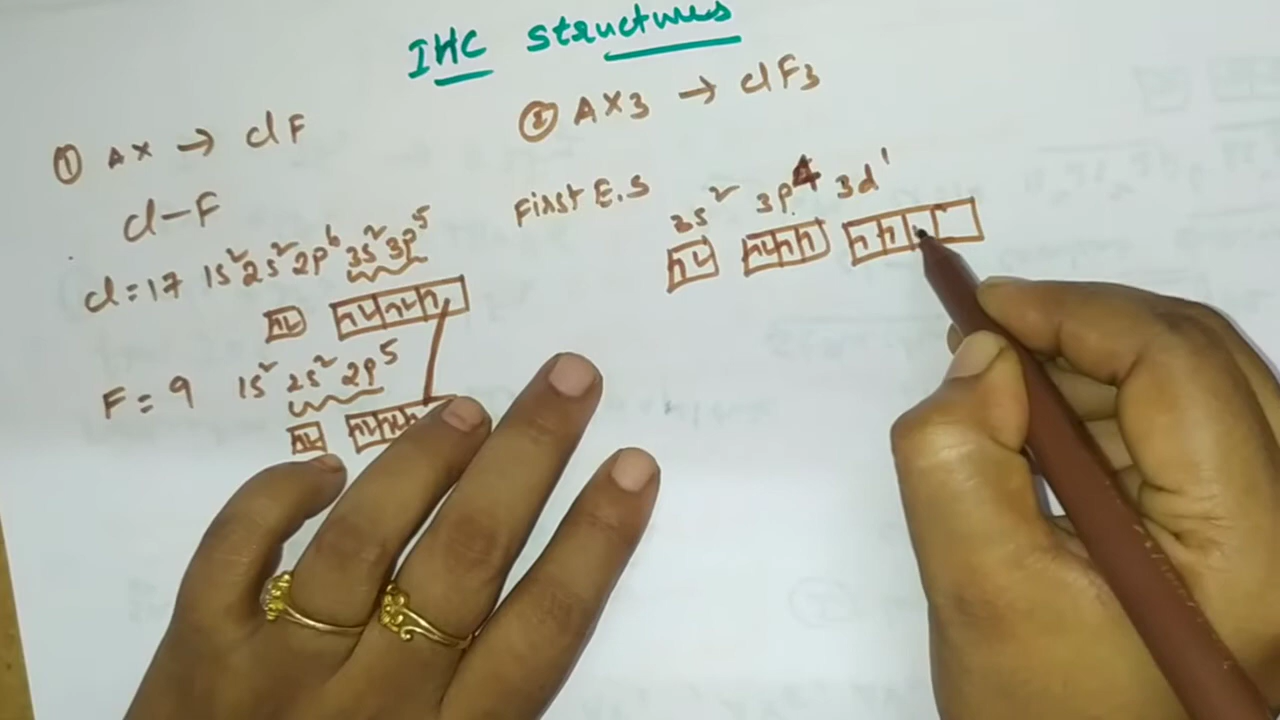 IHC structures
① AX → ClF
Cl-F
Cl = 17 1s² 2s² 2p⁶ 3s² 3p⁵
F = 9 1s² 2s² 2p⁵
② AX3 → ClF3
First E.S 3s² 3p⁴ 3d¹